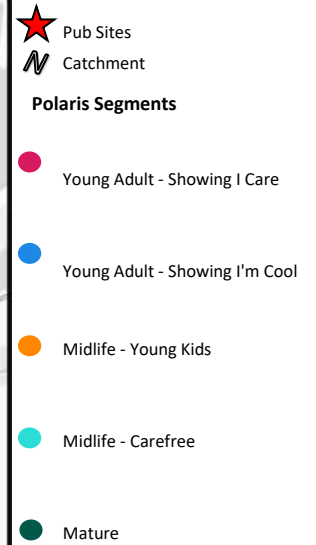 Pub Sites
Catchment
Polaris Segments
Young Adult - Showing I Care
Young Adult - Showing I'm Cool
Midlife - Young Kids
Midlife - Carefree
Mature